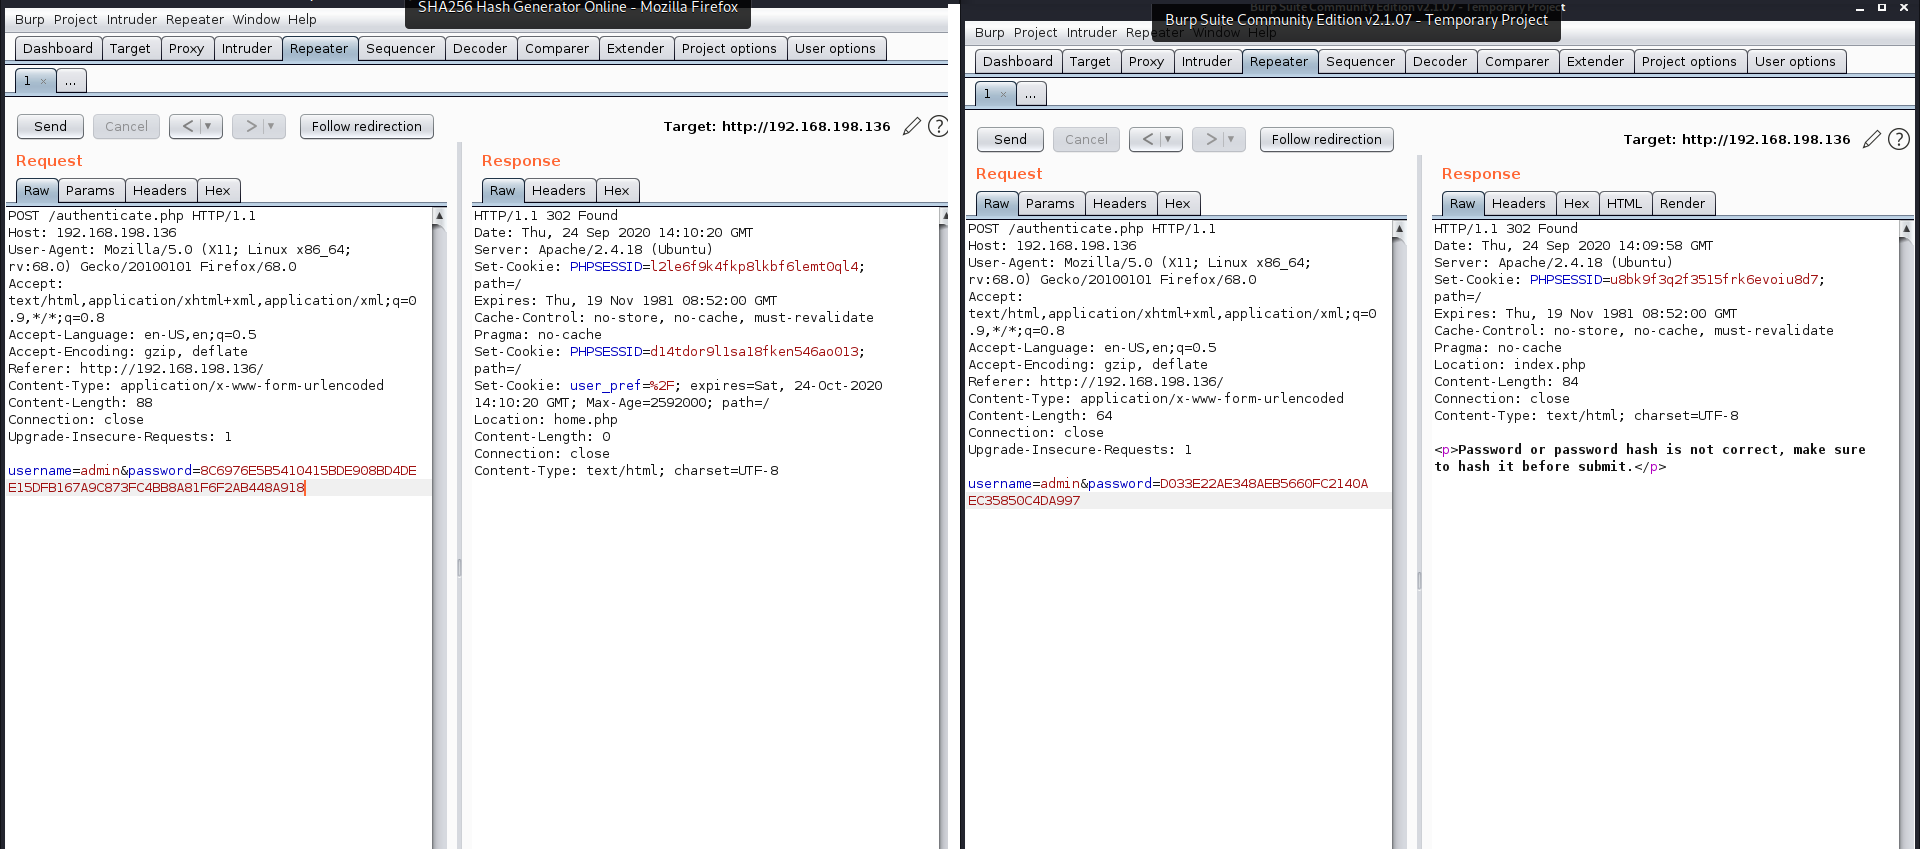 SHA256 Hash Generator Online - Mozilla Firefox
Burp Project Intruder Repeater Window Help
Dashboard Target Proxy Intruder Repeater Sequencer Decoder Comparer Extender Project options User options
1 × ...
Send Cancel < ▼ > ▼ Follow redirection Target: http://192.168.198.136 ?
Request
Raw Params Headers Hex
POST /authenticate.php HTTP/1.1
Host: 192.168.198.136
User-Agent: Mozilla/5.0 (X11; Linux x86_64;
rv:68.0) Gecko/20100101 Firefox/68.0
Accept:
text/html,application/xhtml+xml,application/xml;q=0
.9,*/*;q=0.8
Accept-Language: en-US,en;q=0.5
Accept-Encoding: gzip, deflate
Referer: http://192.168.198.136/
Content-Type: application/x-www-form-urlencoded
Content-Length: 88
Connection: close
Upgrade-Insecure-Requests: 1
username=admin&password=8C6976E5B5410415BDE908BD4DE
E15DFB167A9C873FC4BB8A81F6F2AB448A918
Response
Raw Headers Hex
HTTP/1.1 302 Found
Date: Thu, 24 Sep 2020 14:10:20 GMT
Server: Apache/2.4.18 (Ubuntu)
Set-Cookie: PHPSESSID=l2le6f9k4fkp8lkbf6lemt0ql4;
path=/
Expires: Thu, 19 Nov 1981 08:52:00 GMT
Cache-Control: no-store, no-cache, must-revalidate
Pragma: no-cache
Set-Cookie: PHPSESSID=d14tdor9l1sa18fken546ao013;
path=/
Set-Cookie: user_pref=%2F; expires=Sat, 24-Oct-2020
14:10:20 GMT; Max-Age=2592000; path=/
Location: home.php
Content-Length: 0
Connection: close
Content-Type: text/html; charset=UTF-8
Burp Suite Community Edition v2.1.07 - Temporary Project
Burp Suite Community Edition v2.1.07 - Temporary Project
Burp Project Intruder Repeater Window Help
Dashboard Target Proxy Intruder Repeater Sequencer Decoder Comparer Extender Project options User options
1 × ...
Send Cancel < ▼ > ▼ Follow redirection Target: http://192.168.198.136 ?
Request
Raw Params Headers Hex
POST /authenticate.php HTTP/1.1
Host: 192.168.198.136
User-Agent: Mozilla/5.0 (X11; Linux x86_64;
rv:68.0) Gecko/20100101 Firefox/68.0
Accept:
text/html,application/xhtml+xml,application/xml;q=0
.9,*/*;q=0.8
Accept-Language: en-US,en;q=0.5
Accept-Encoding: gzip, deflate
Referer: http://192.168.198.136/
Content-Type: application/x-www-form-urlencoded
Content-Length: 64
Connection: close
Upgrade-Insecure-Requests: 1
username=admin&password=D033E22AE348AEB5660FC2140A
EC35850C4DA997
Response
Raw Headers Hex HTML Render
HTTP/1.1 302 Found
Date: Thu, 24 Sep 2020 14:09:58 GMT
Server: Apache/2.4.18 (Ubuntu)
Set-Cookie: PHPSESSID=u8bk9f3q2f3515frk6evoiu8d7;
path=/
Expires: Thu, 19 Nov 1981 08:52:00 GMT
Cache-Control: no-store, no-cache, must-revalidate
Pragma: no-cache
Location: index.php
Content-Length: 84
Connection: close
Content-Type: text/html; charset=UTF-8
<p>Password or password hash is not correct, make sure
to hash it before submit.</p>